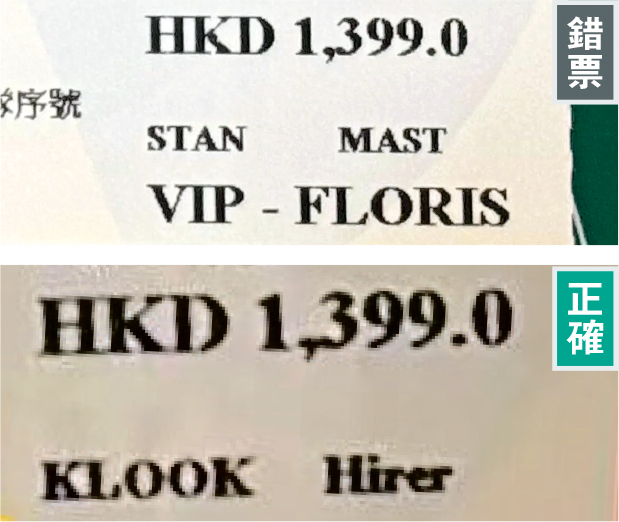 HKD 1,399.0
錯票
序號
STAN MAST
VIP - FLORIS
HKD 1,399.0
正確
KLOOK Hirer